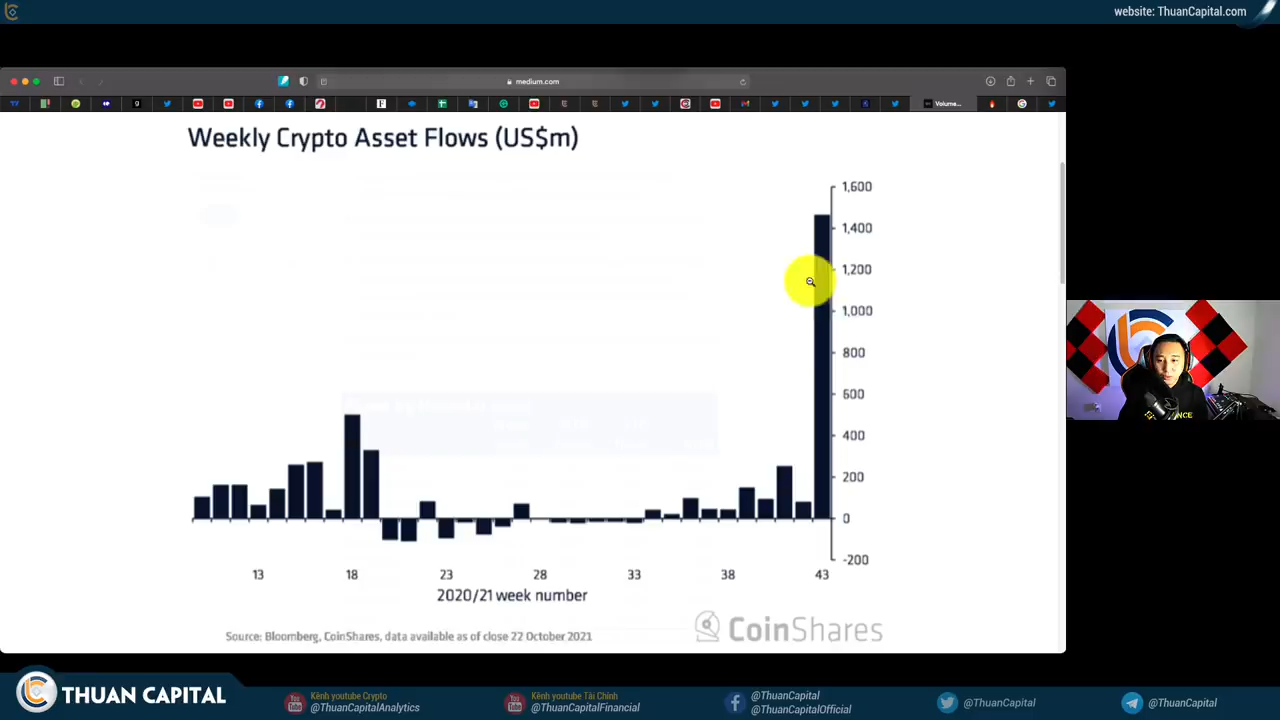 website: ThuanCapital.com
medium.com
Volume...
Weekly Crypto Asset Flows (US$m)
1,600
1,400
1,200
1,000
800
600
400
200
0
-200
13
18
23
28
33
38
43
2020/21 week number
Source: Bloomberg, CoinShares, data available as of close 22 October 2021
CoinShares
THUAN CAPITAL
Kênh youtube Crypto
@ThuanCapitalAnalytics
Kênh youtube Tài Chính
@ThuanCapitalFinancial
@ThuanCapital
@ThuanCapitalOfficial
@ThuanCapital
@ThuanCapital